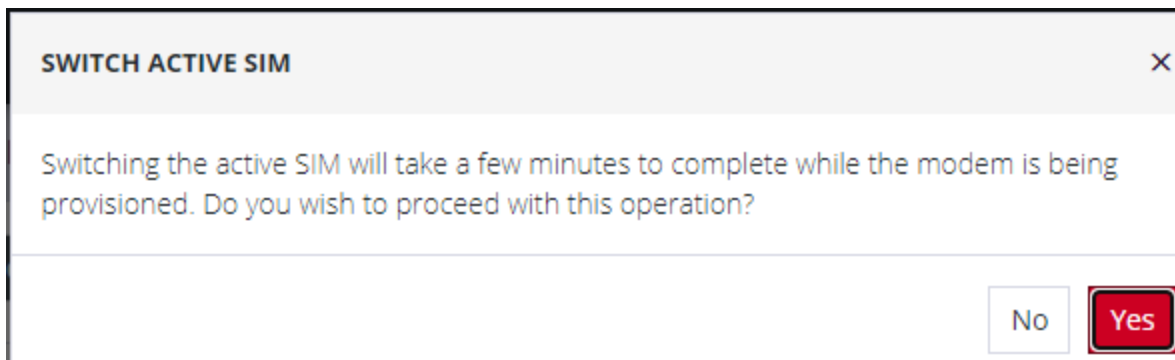 SWITCH ACTIVE SIM ×
Switching the active SIM will take a few minutes to complete while the modem is being
provisioned. Do you wish to proceed with this operation?
No Yes